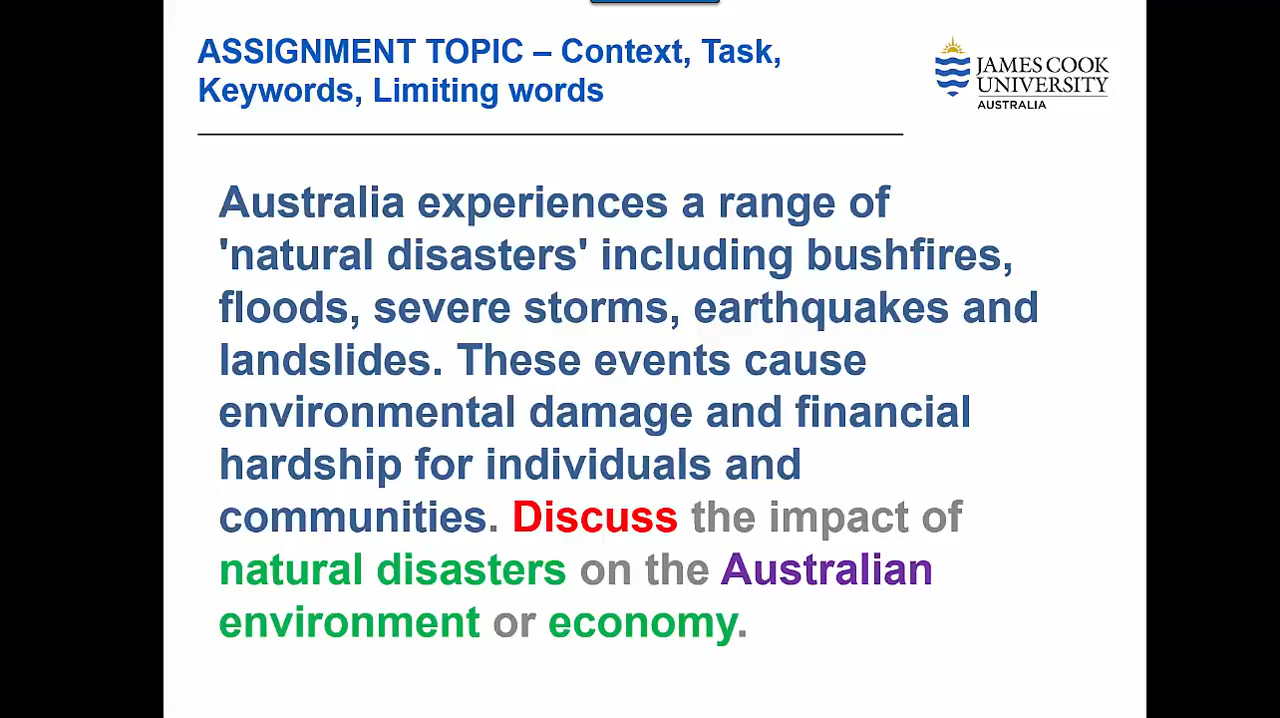 ASSIGNMENT TOPIC – Context, Task,
Keywords, Limiting words
JAMES COOK
UNIVERSITY
AUSTRALIA
Australia experiences a range of
'natural disasters' including bushfires,
floods, severe storms, earthquakes and
landslides. These events cause
environmental damage and financial
hardship for individuals and
communities. Discuss the impact of
natural disasters on the Australian
environment or economy.